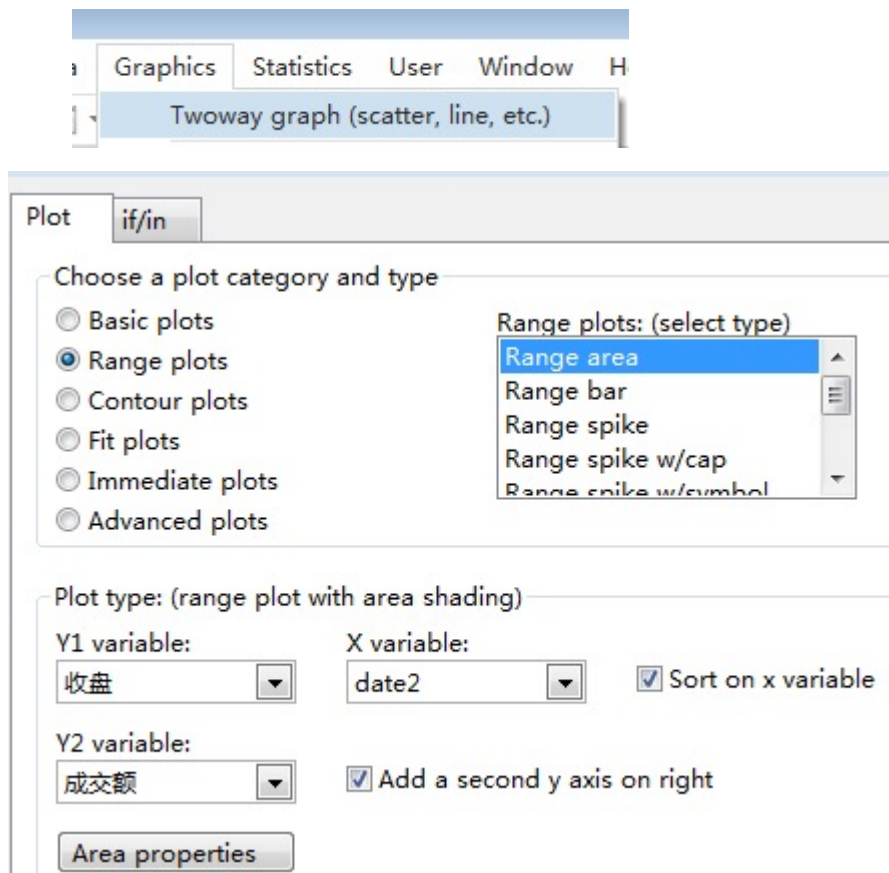 Graphics Statistics User Window
Twoway graph (scatter, line, etc.)
Plot if/in
Choose a plot category and type
Basic plots
Range plots: (select type)
Range plots
Range area
Contour plots
Range bar
Fit plots
Range spike
Immediate plots
Range spike w/cap
Advanced plots
Range spike w/symbol
Plot type: (range plot with area shading)
Y1 variable: X variable:
收盘 date2 Sort on x variable
Y2 variable:
成交额 Add a second y axis on right
Area properties